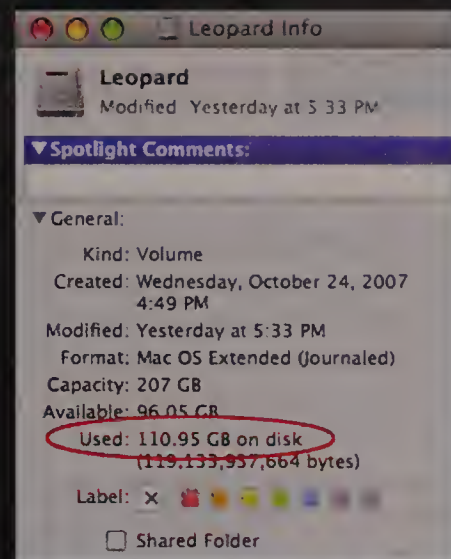 Leopard Info
Leopard
Modified Yesterday at 5 33 PM
▼ Spotlight Comments:
▼ General:
Kind: Volume
Created: Wednesday, October 24, 2007
4:49 PM
Modified: Yesterday at 5:33 PM
Format: Mac OS Extended (Journaled)
Capacity: 207 GB
Available: 96.05 GB
Used: 110.95 GB on disk
(119,133,957,664 bytes)
Label: ×
Shared Folder